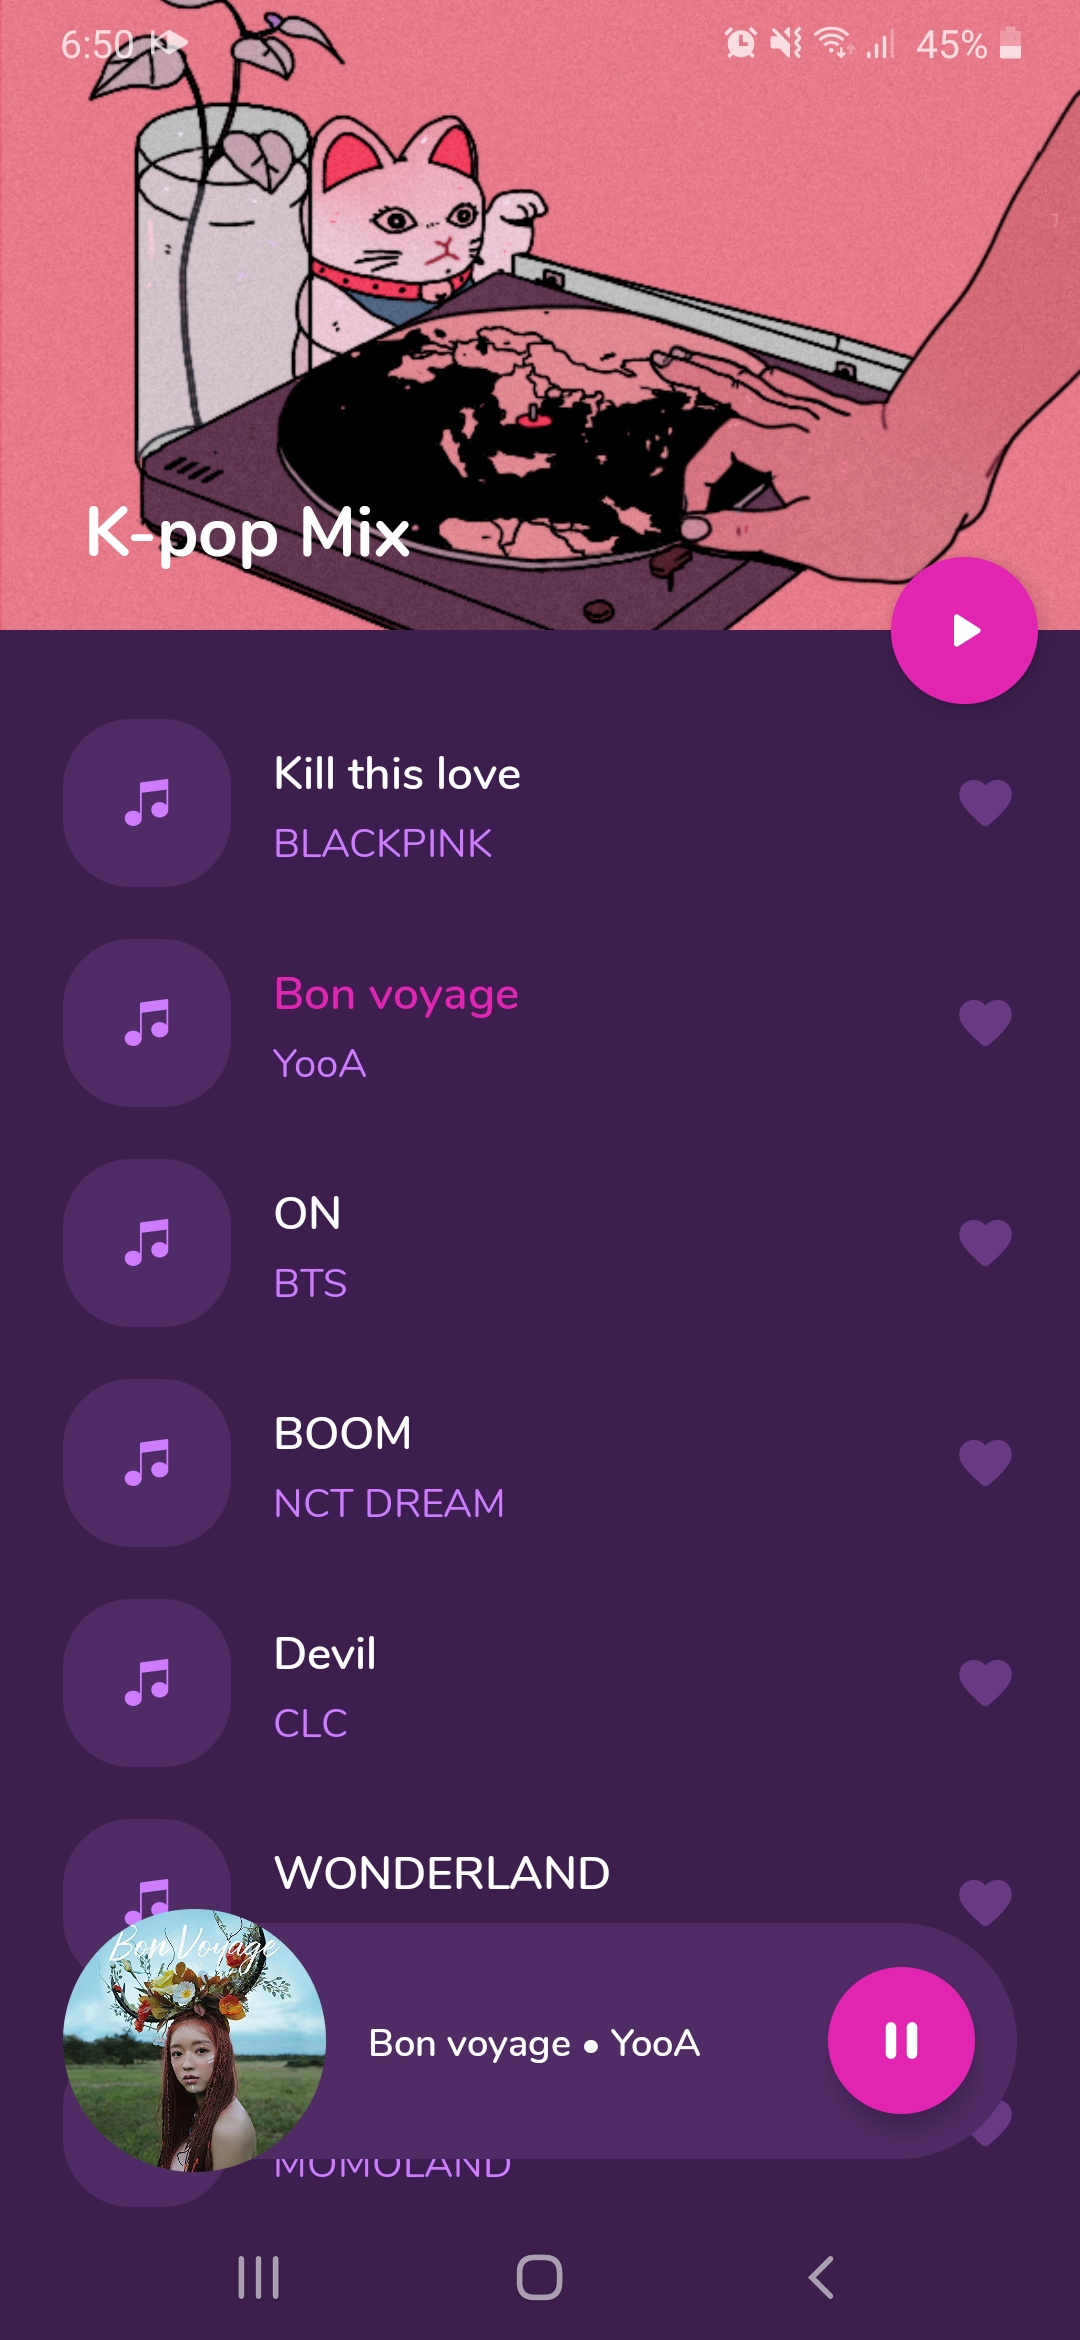 6:50
45%
K-pop Mix
Kill this love
BLACKPINK
Bon voyage
YooA
ON
BTS
BOOM
NCT DREAM
Devil
CLC
WONDERLAND
Bon Voyage
Bon voyage • YooA
MOMOLAND